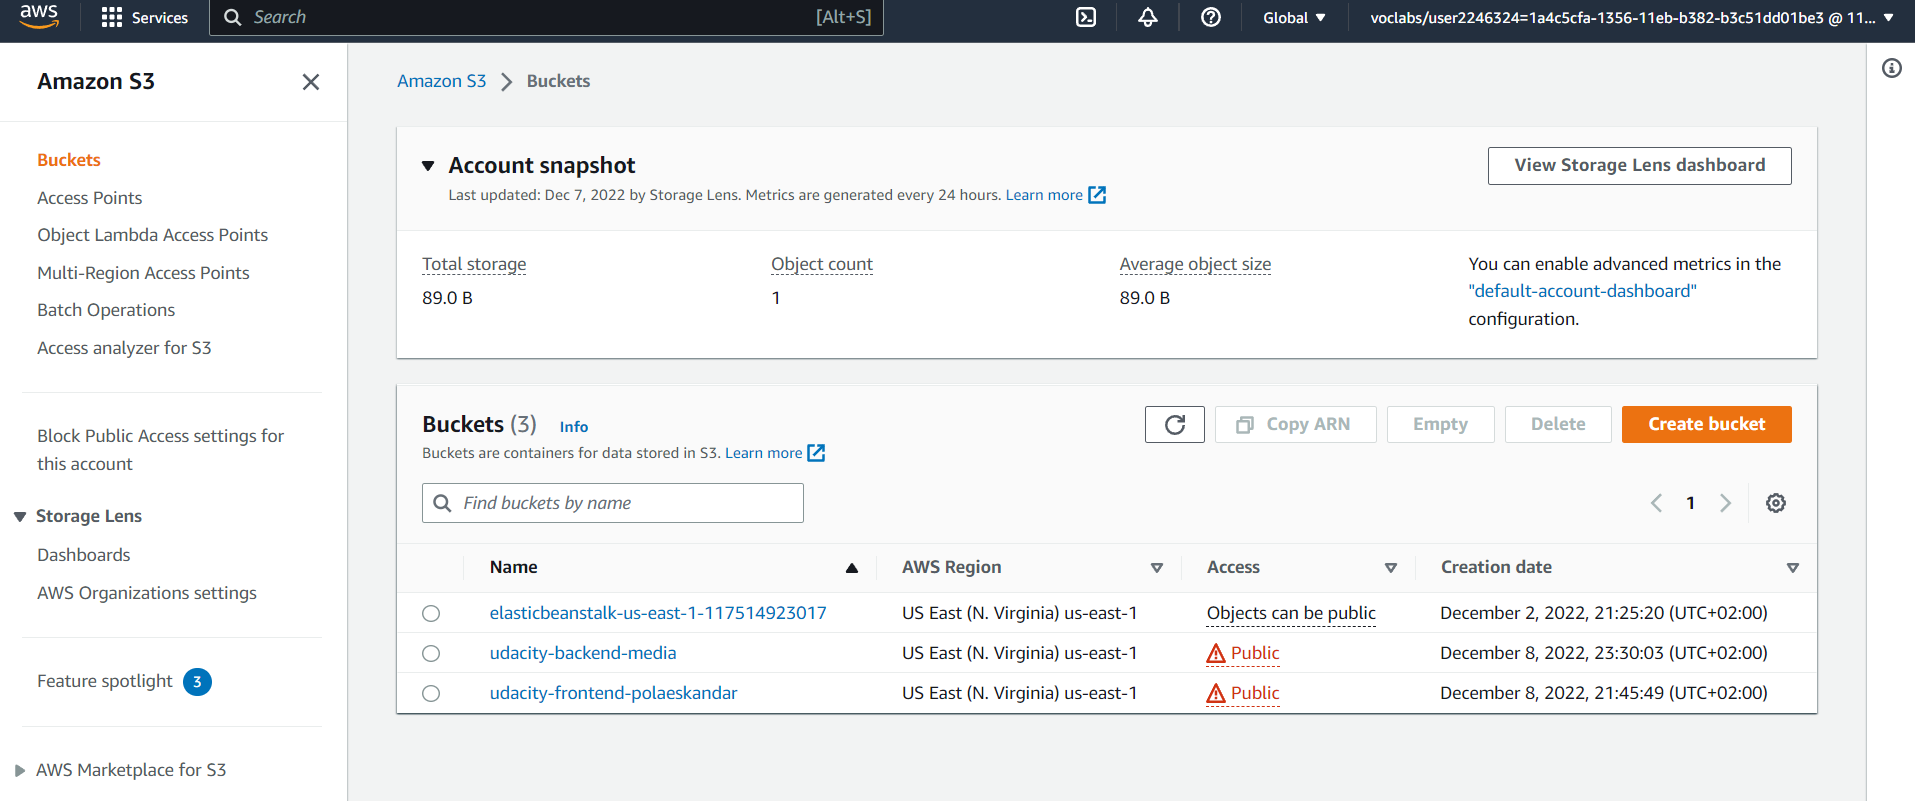 aws Services Search [Alt+S] Global voclabs/user2246324=1a4c5cfa-1356-11eb-b382-b3c51dd01be3 @ 11...
Amazon S3
Buckets
Access Points
Object Lambda Access Points
Multi-Region Access Points
Batch Operations
Access analyzer for S3
Block Public Access settings for
this account
Storage Lens
Dashboards
AWS Organizations settings
Feature spotlight 3
AWS Marketplace for S3
Amazon S3 Buckets
Account snapshot View Storage Lens dashboard
Last updated: Dec 7, 2022 by Storage Lens. Metrics are generated every 24 hours. Learn more
Total storage Object count Average object size You can enable advanced metrics in the
"default-account-dashboard"
configuration.
89.0 B 1 89.0 B
Buckets (3) Info Copy ARN Empty Delete Create bucket
Buckets are containers for data stored in S3. Learn more
Find buckets by name 1
Name AWS Region Access Creation date
elasticbeanstalk-us-east-1-117514923017 US East (N. Virginia) us-east-1 Objects can be public December 2, 2022, 21:25:20 (UTC+02:00)
udacity-backend-media US East (N. Virginia) us-east-1 Public December 8, 2022, 23:30:03 (UTC+02:00)
udacity-frontend-polaeskandar US East (N. Virginia) us-east-1 Public December 8, 2022, 21:45:49 (UTC+02:00)